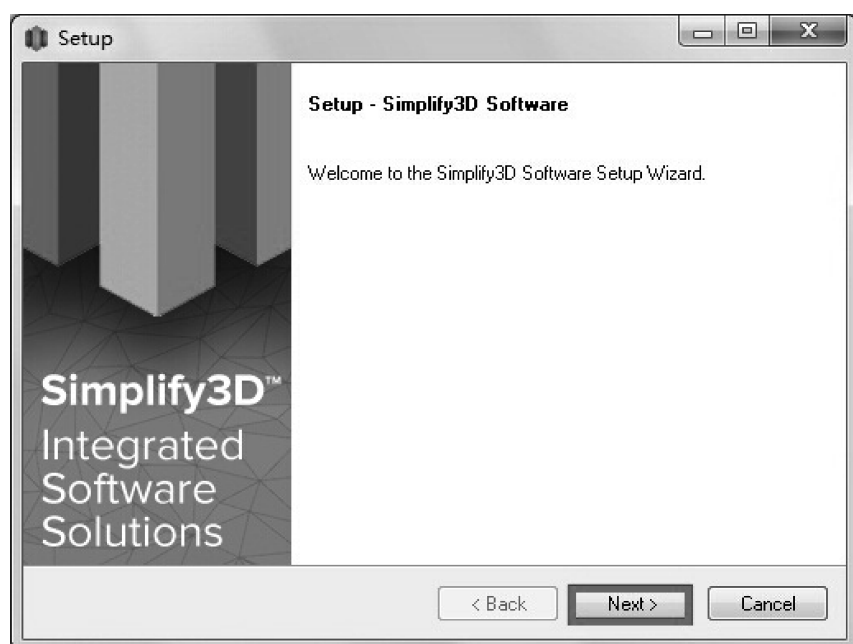 Setup
Setup - Simplify3D Software
Welcome to the Simplify3D Software Setup Wizard.
Simplify3D™
Integrated
Software
Solutions
< Back
Next >
Cancel